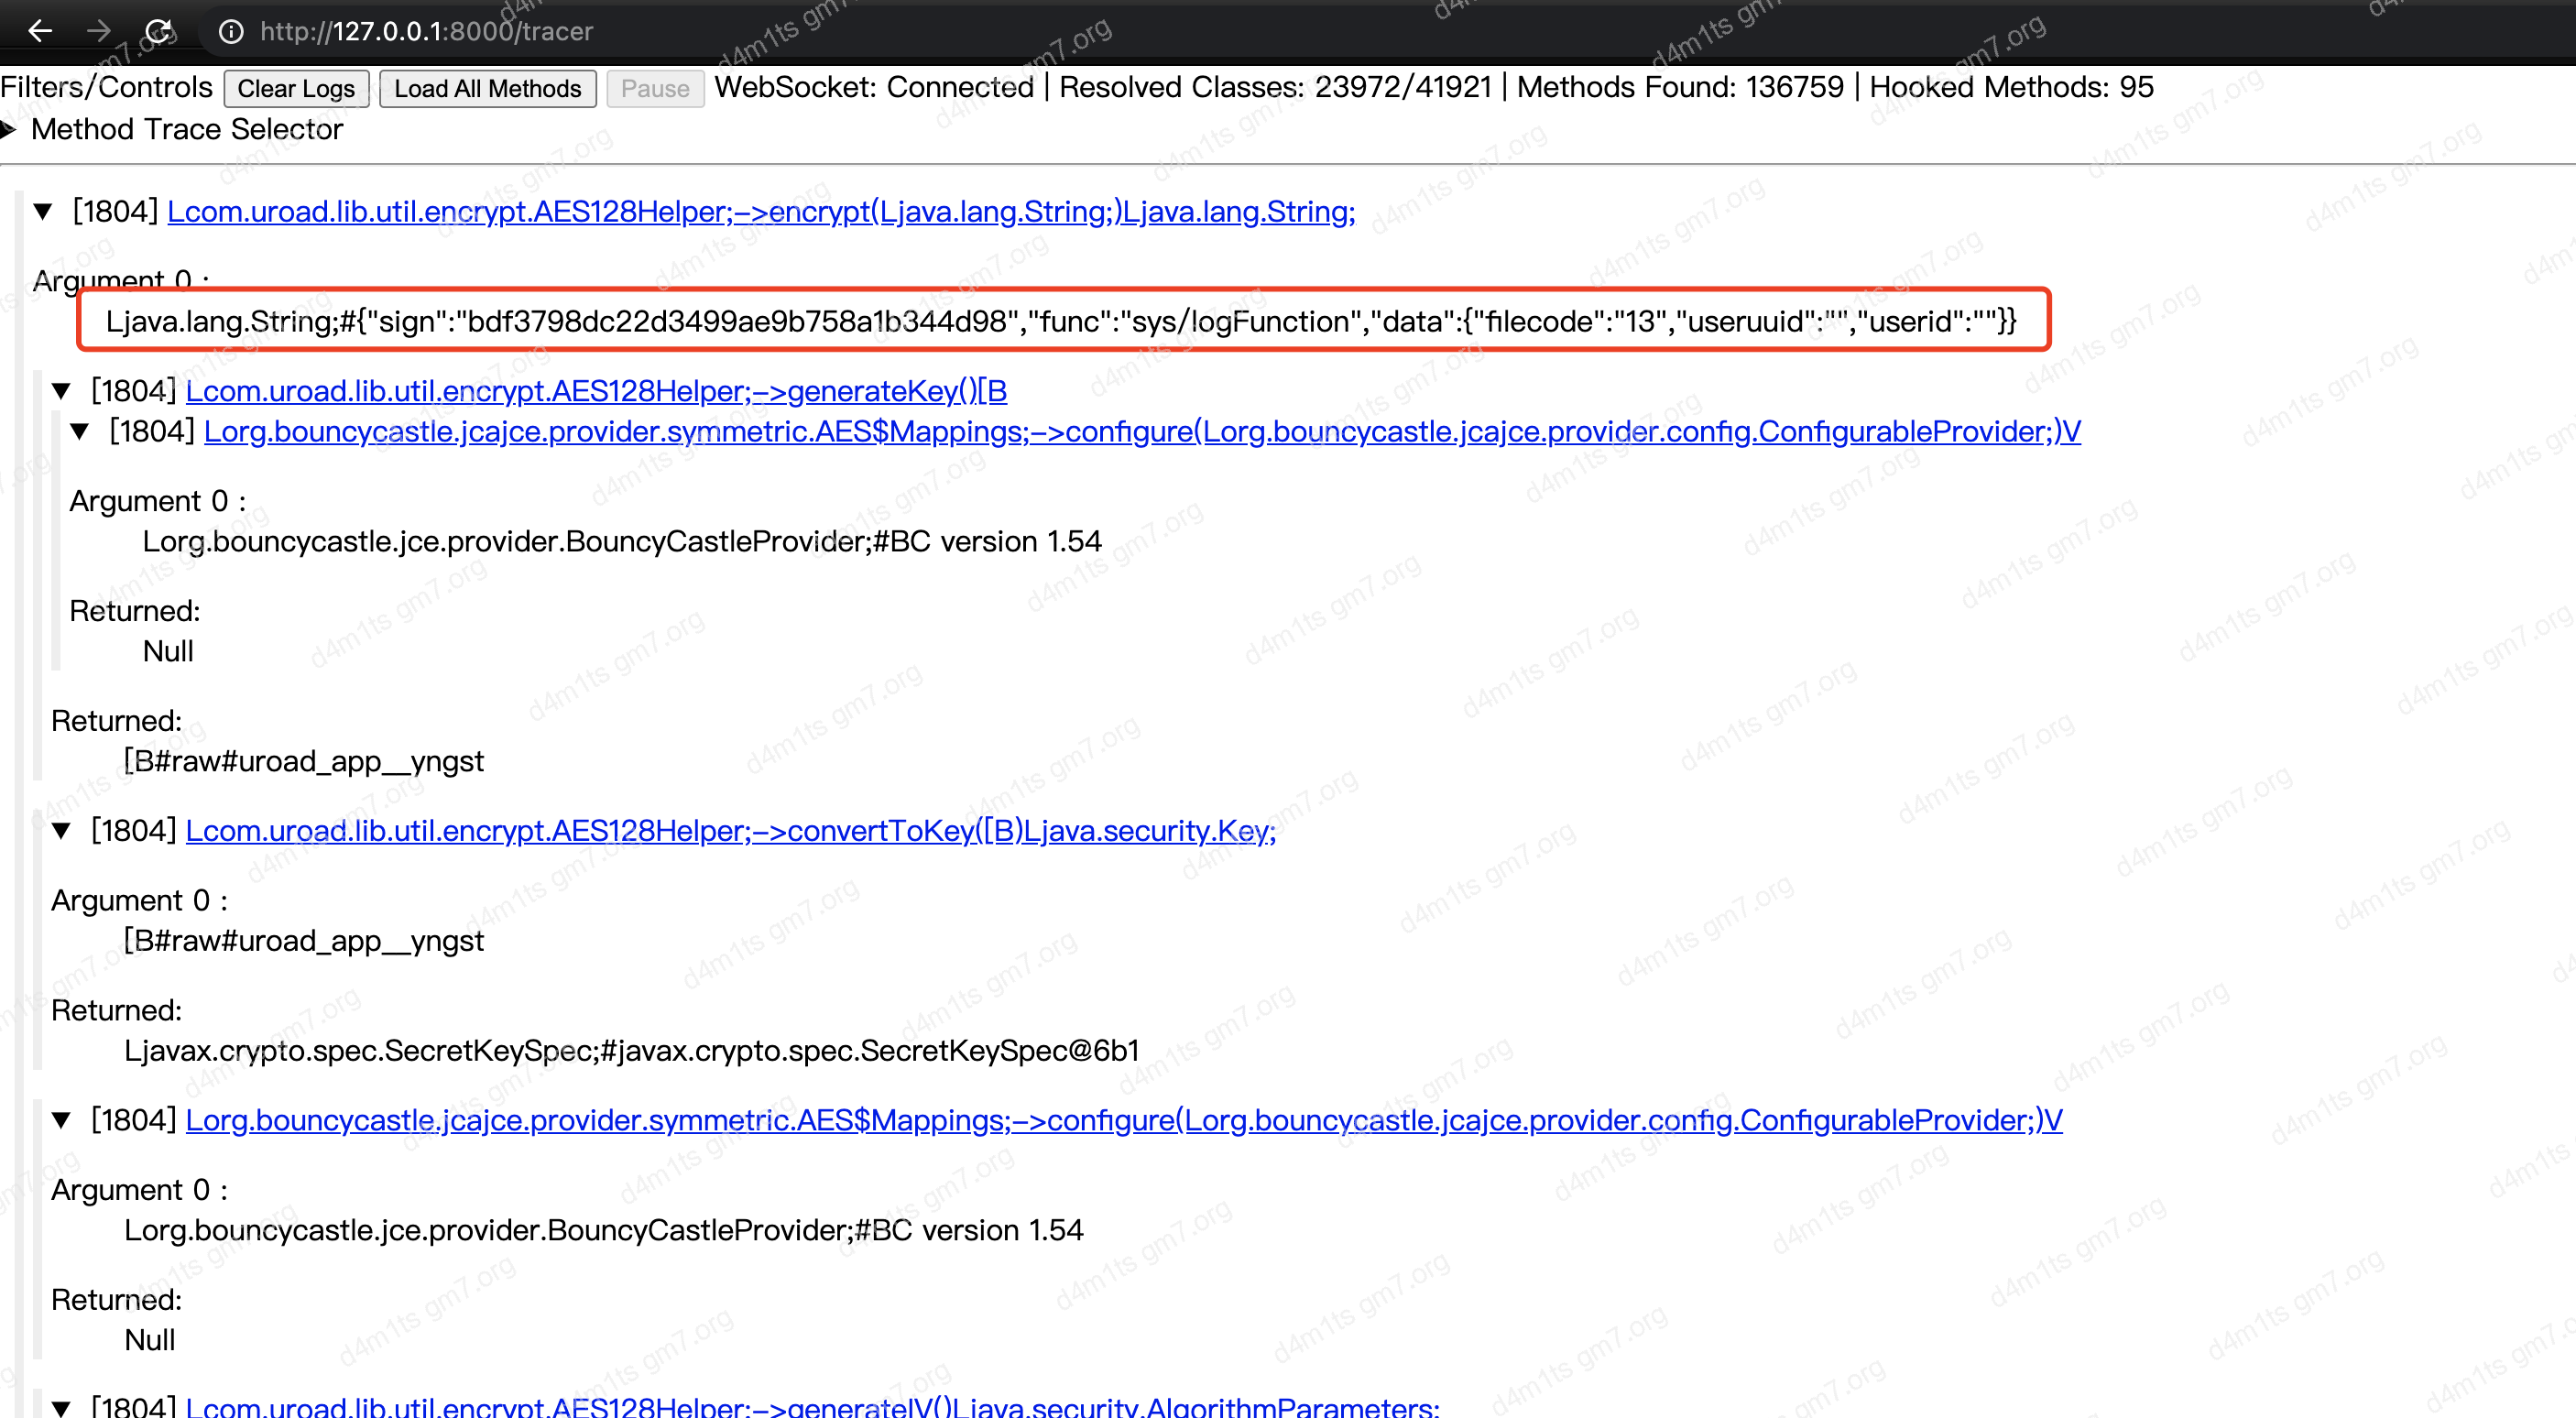 http://127.0.0.1:8000/tracer
Filters/Controls Clear Logs Load All Methods Pause WebSocket: Connected | Resolved Classes: 23972/41921 | Methods Found: 136759 | Hooked Methods: 95
Method Trace Selector
[1804] Lcom.uroad.lib.util.encrypt.AES128Helper;->encrypt(Ljava.lang.String;)Ljava.lang.String;
Argument 0 :
Ljava.lang.String;#{"sign":"bdf3798dc22d3499ae9b758a1b344d98","func":"sys/logFunction","data":{"filecode":"13","useruuid":"","userid":""}}
[1804] Lcom.uroad.lib.util.encrypt.AES128Helper;->generateKey()[B
[1804] Lorg.bouncycastle.jcajce.provider.symmetric.AES$Mappings;->configure(Lorg.bouncycastle.jcajce.provider.config.ConfigurableProvider;)V
Argument 0 :
Lorg.bouncycastle.jce.provider.BouncyCastleProvider;#BC version 1.54
Returned:
Null
Returned:
[B#raw#uroad_app__yngst
[1804] Lcom.uroad.lib.util.encrypt.AES128Helper;->convertToKey([B)Ljava.security.Key;
Argument 0 :
[B#raw#uroad_app__yngst
Returned:
Ljavax.crypto.spec.SecretKeySpec;#javax.crypto.spec.SecretKeySpec@6b1
[1804] Lorg.bouncycastle.jcajce.provider.symmetric.AES$Mappings;->configure(Lorg.bouncycastle.jcajce.provider.config.ConfigurableProvider;)V
Argument 0 :
Lorg.bouncycastle.jce.provider.BouncyCastleProvider;#BC version 1.54
Returned:
Null
[1804] Lcom.uroad.lib.util.encrypt.AES128Helper;->generateIV()Ljava.security.AlgorithmParameters;
d4m1ts gm7.org